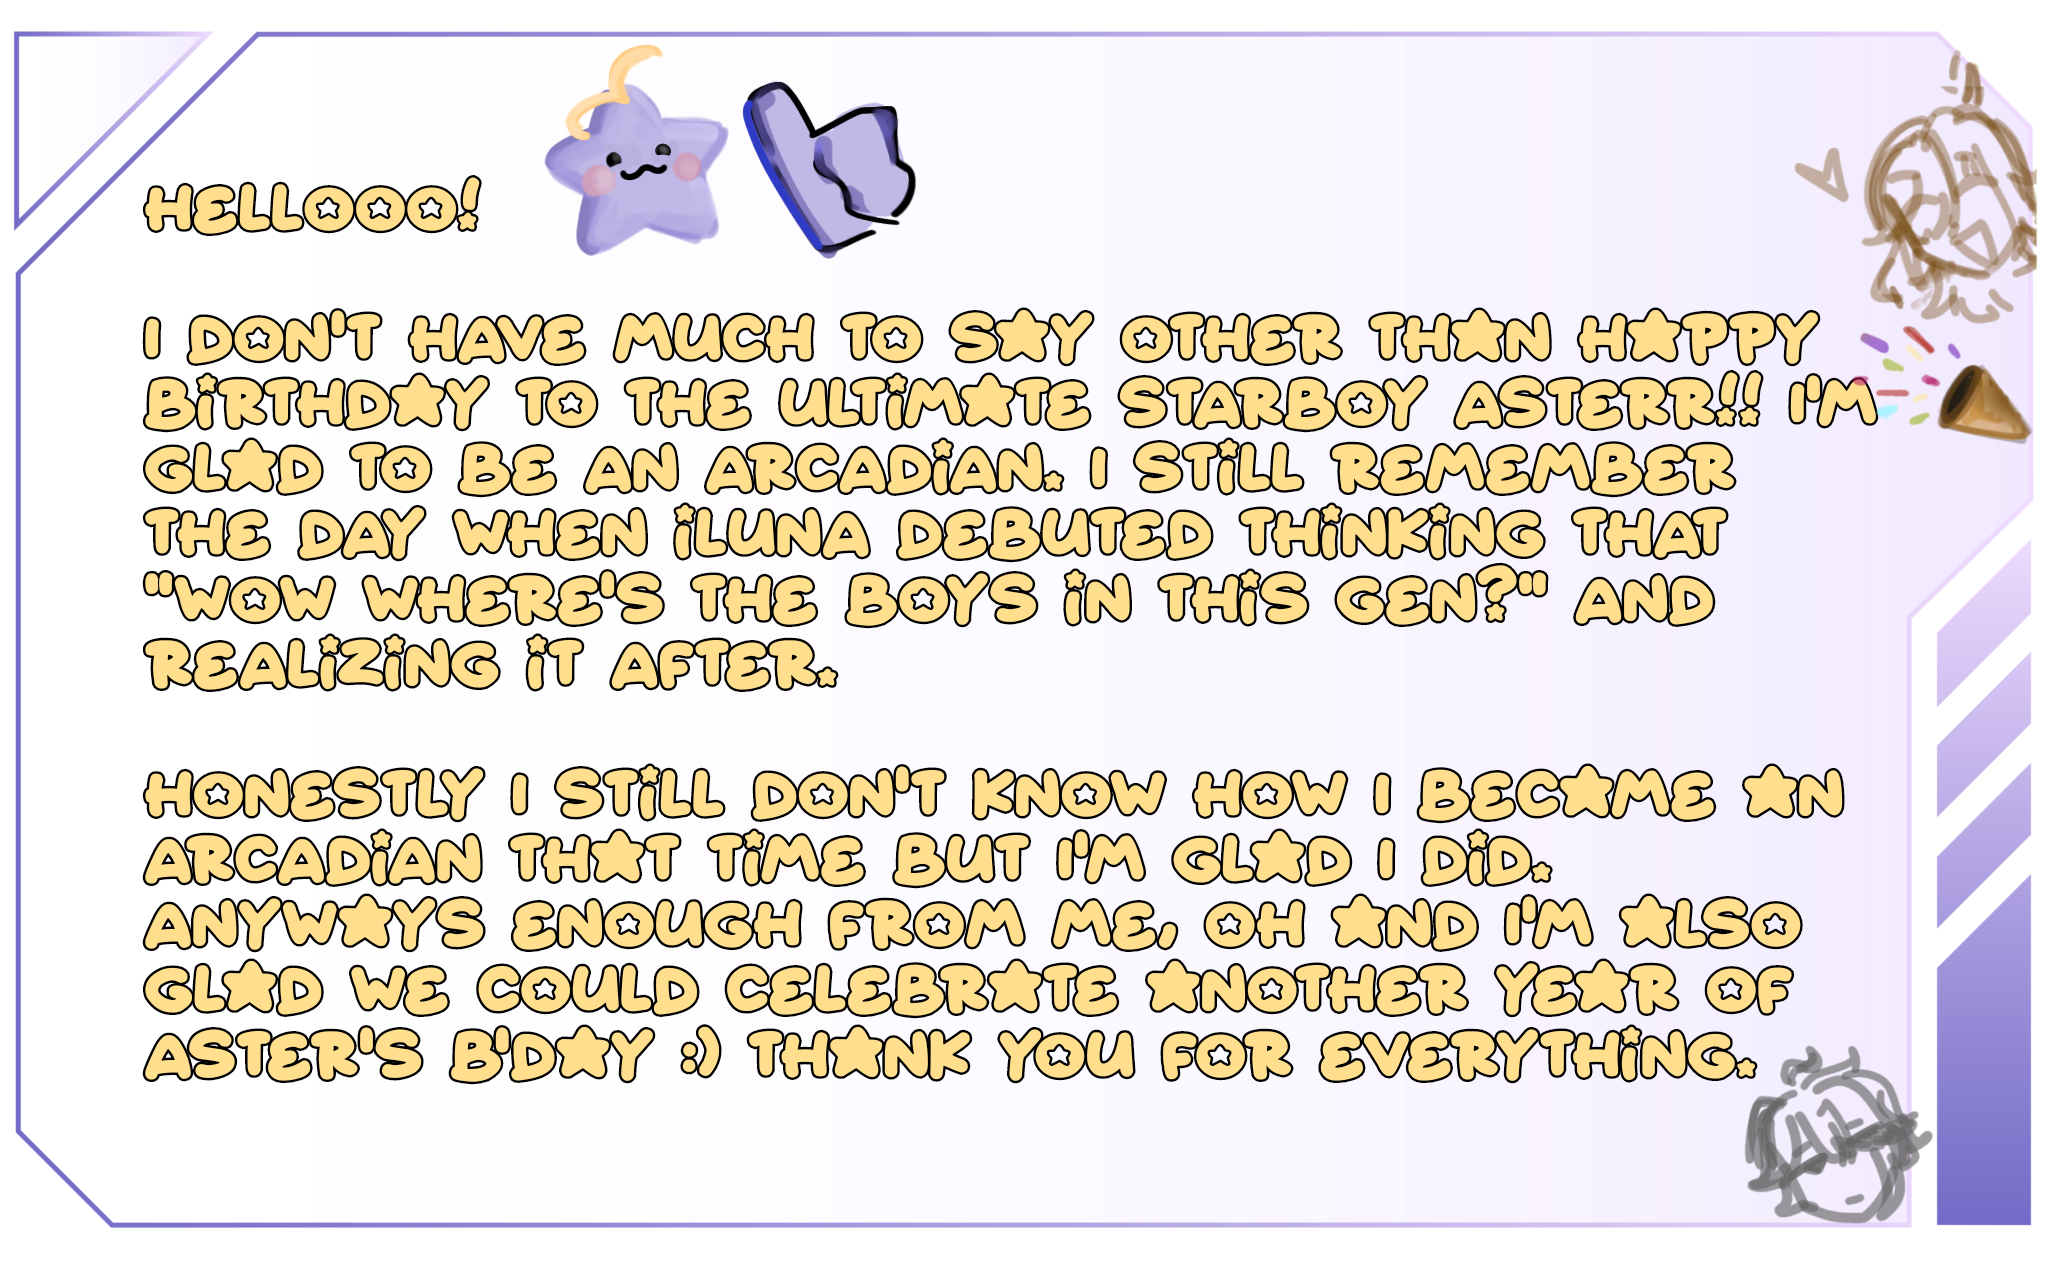 HELLOOO!
I DON'T HAVE MUCH TO SAY OTHER THAN HAPPY
BIRTHDAY TO THE ULTIMATE STARBOY ASTERR!! I'M
GLAD TO BE AN ARCADIAN. I STILL REMEMBER
THE DAY WHEN ILUNA DEBUTED THINKING THAT
"WOW WHERE'S THE BOYS IN THIS GEN?" AND
REALIZING IT AFTER.
HONESTLY I STILL DON'T KNOW HOW I BECAME AN
ARCADIAN THAT TIME BUT I'M GLAD I DID.
ANYWAYS ENOUGH FROM ME, OH AND I'M ALSO
GLAD WE COULD CELEBRATE ANOTHER YEAR OF
ASTER'S B'DAY :) THANK YOU FOR EVERYTHING.